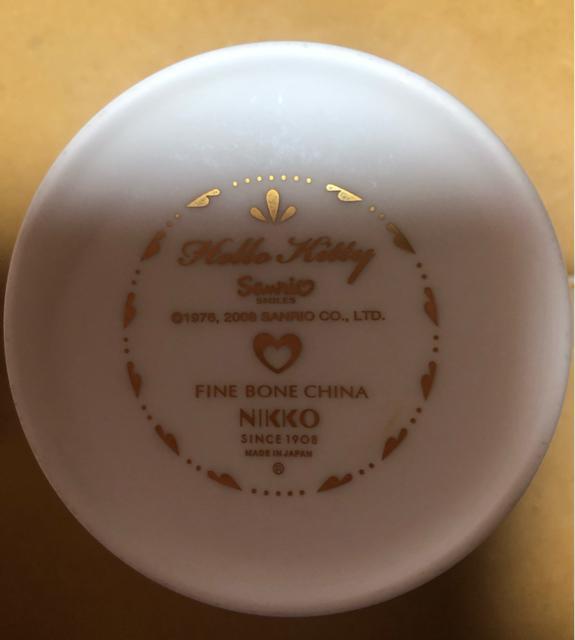 Hello Kitty
Sanrio
SMILES
©1976, 2008 SANRIO CO., LTD.
FINE BONE CHINA
NIKKO
SINCE 1908
MADE IN JAPAN
®